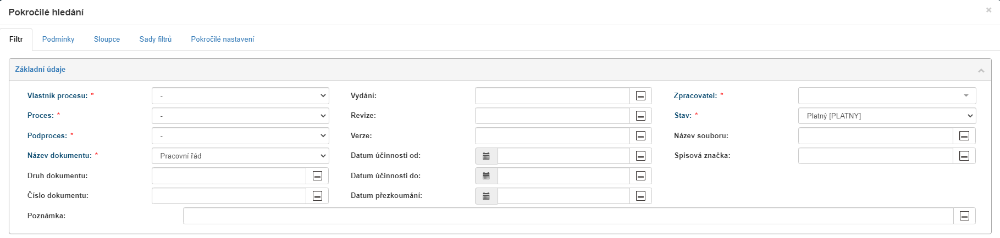 Pokročilé hledání ×
Filtr Podmínky Sloupce Sady filtrů Pokročilé nastavení
Základní údaje
Vlastník procesu: * - Vydání: Zpracovatel: *
Proces: * - Revize: Stav: * Platný [PLATNY]
Podproces: * - Verze: Název souboru:
Název dokumentu: * Pracovní řád Datum účinnosti od: Spisová značka:
Druh dokumentu: Datum účinnosti do:
Číslo dokumentu: Datum přezkoumání:
Poznámka: